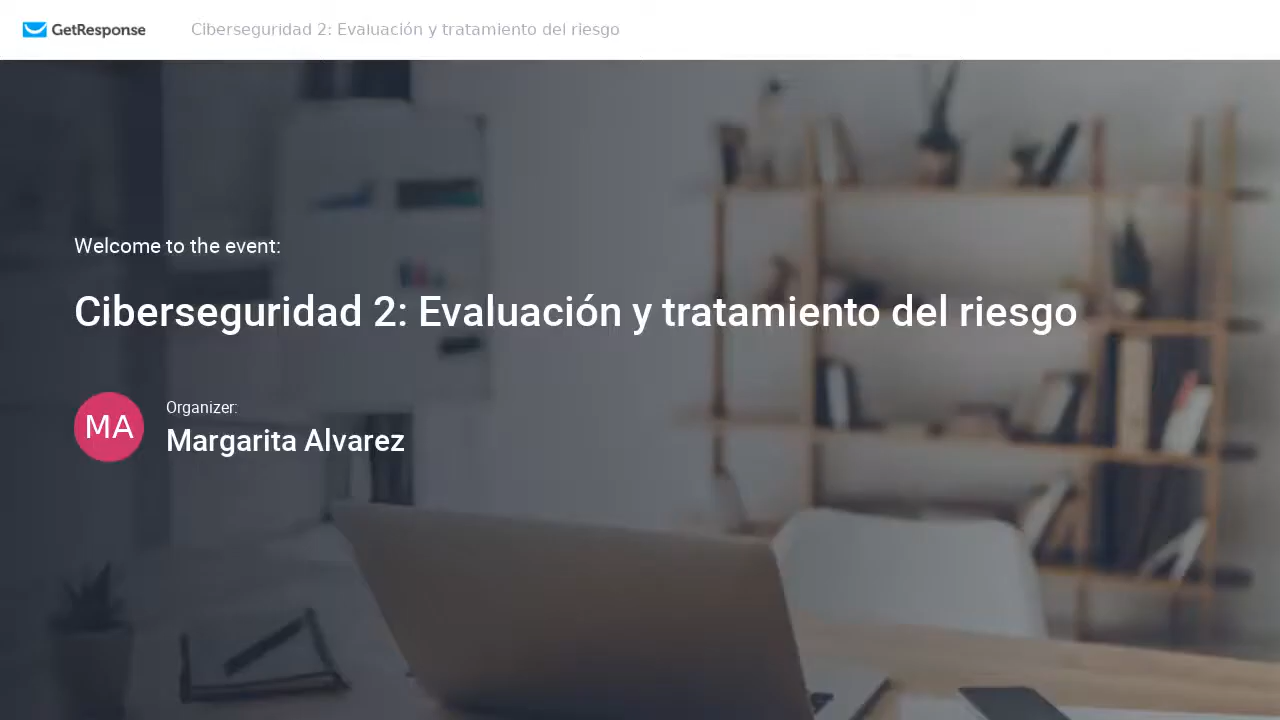 GetResponse
Ciberseguridad 2: Evaluación y tratamiento del riesgo
Welcome to the event:
Ciberseguridad 2: Evaluación y tratamiento del riesgo
MA
Organizer:
Margarita Alvarez